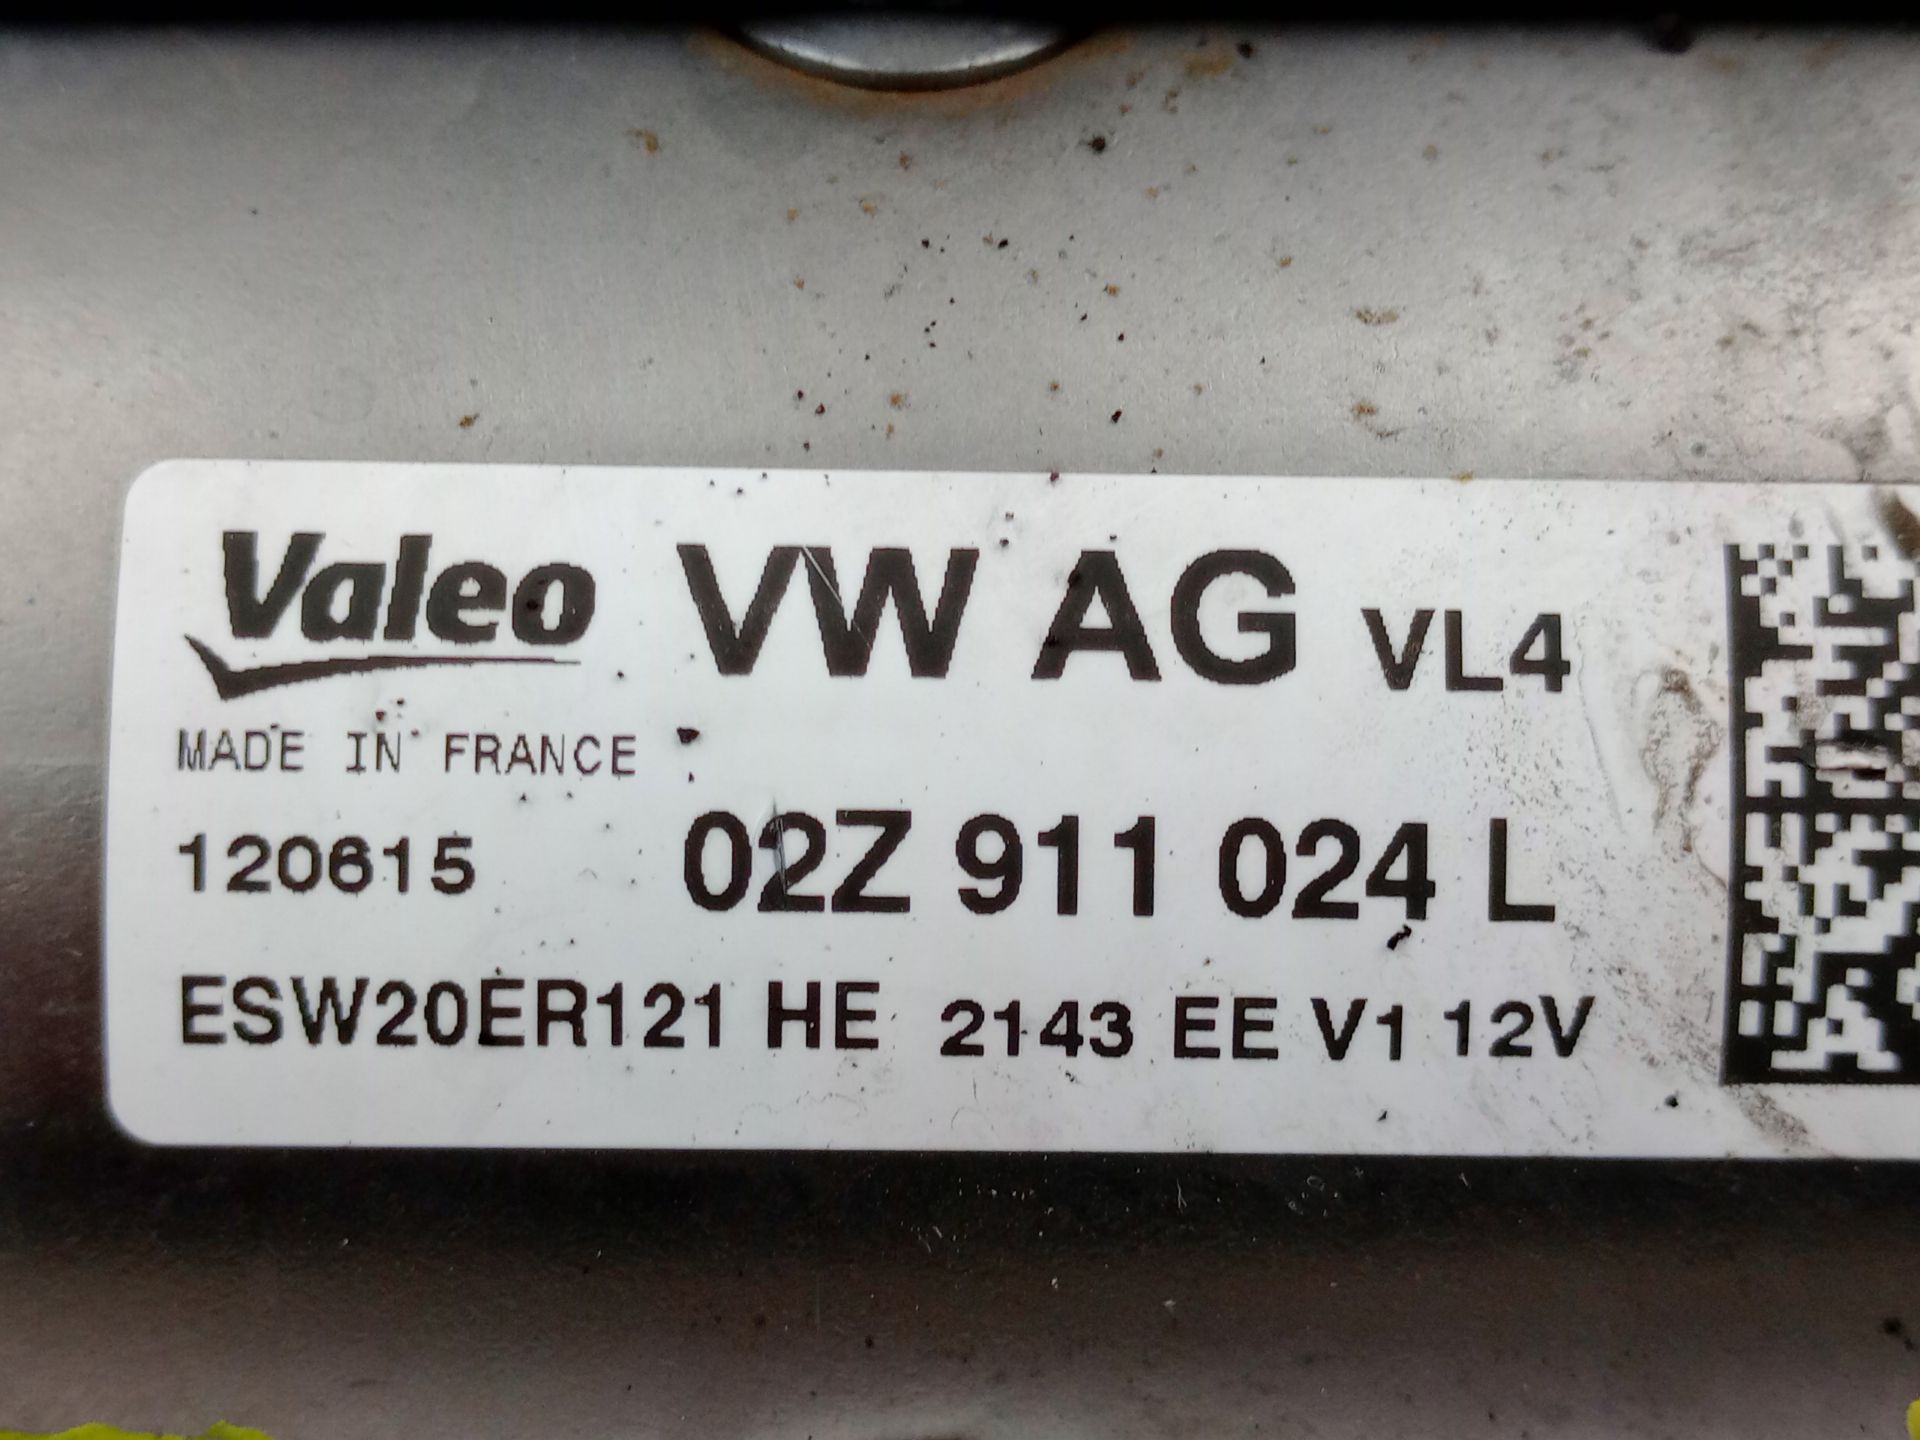 Valeo VW AG VL4
MADE IN FRANCE
120615 02Z 911 024 L
ESW20ER121 HE 2143 EE V1 12V